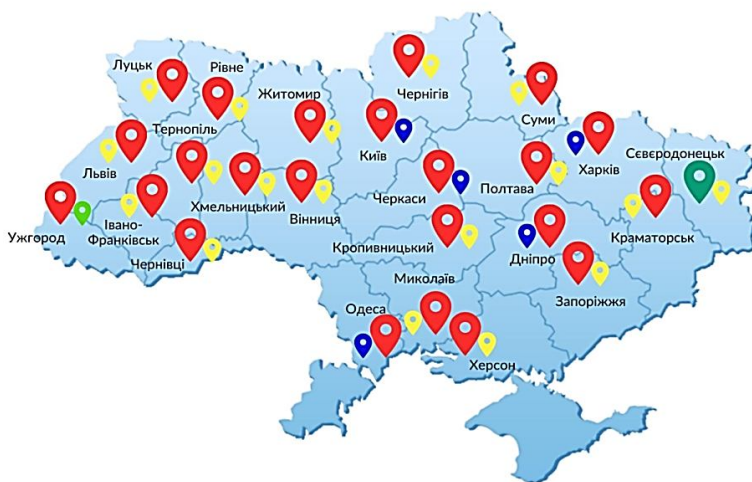 Луцьк
Рівне
Житомир
Чернігів
Суми
Київ
Тернопіль
Львів
Харків
Сєвєродонецьк
Хмельницький
Вінниця
Черкаси
Полтава
Ужгород
Івано-
Франківськ
Чернівці
Кропивницький
Дніпро
Краматорськ
Миколаїв
Запоріжжя
Одеса
Херсон